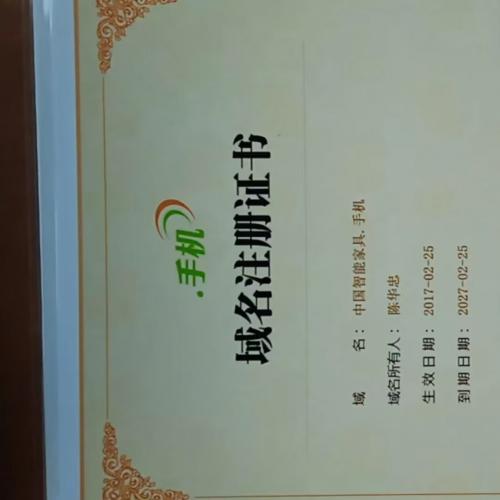 .手机
域名注册证书
域 名：中国智能家具.手机
域名所有人：陈华忠
生效日期：2017-02-25
到期日期：2027-02-25